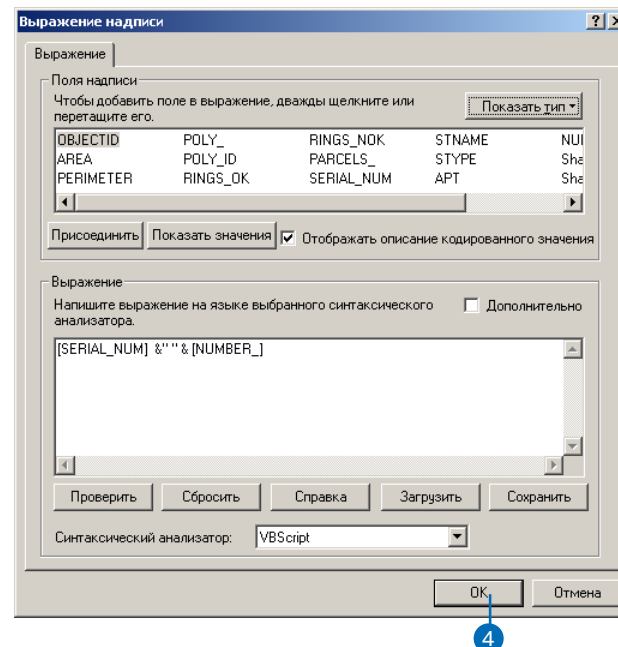 Выражение надписи
Выражение
Поля надписи
Чтобы добавить поле в выражение, дважды щелкните или
перетащите его.
Показать тип
OBJECTID POLY_ RINGS_NOK STNAME NUI
AREA POLY_ID PARCELS_ STYPE Sha
PERIMETER RINGS_OK SERIAL_NUM APT Sha
Присоединить Показать значения Отображать описание кодированного значения
Выражение
Напишите выражение на языке выбранного синтаксического
анализатора.
Дополнительно
[SERIAL_NUM] &" "& [NUMBER_]
Проверить Сбросить Справка Загрузить Сохранить
Синтаксический анализатор: VBScript
OK Отмена
4